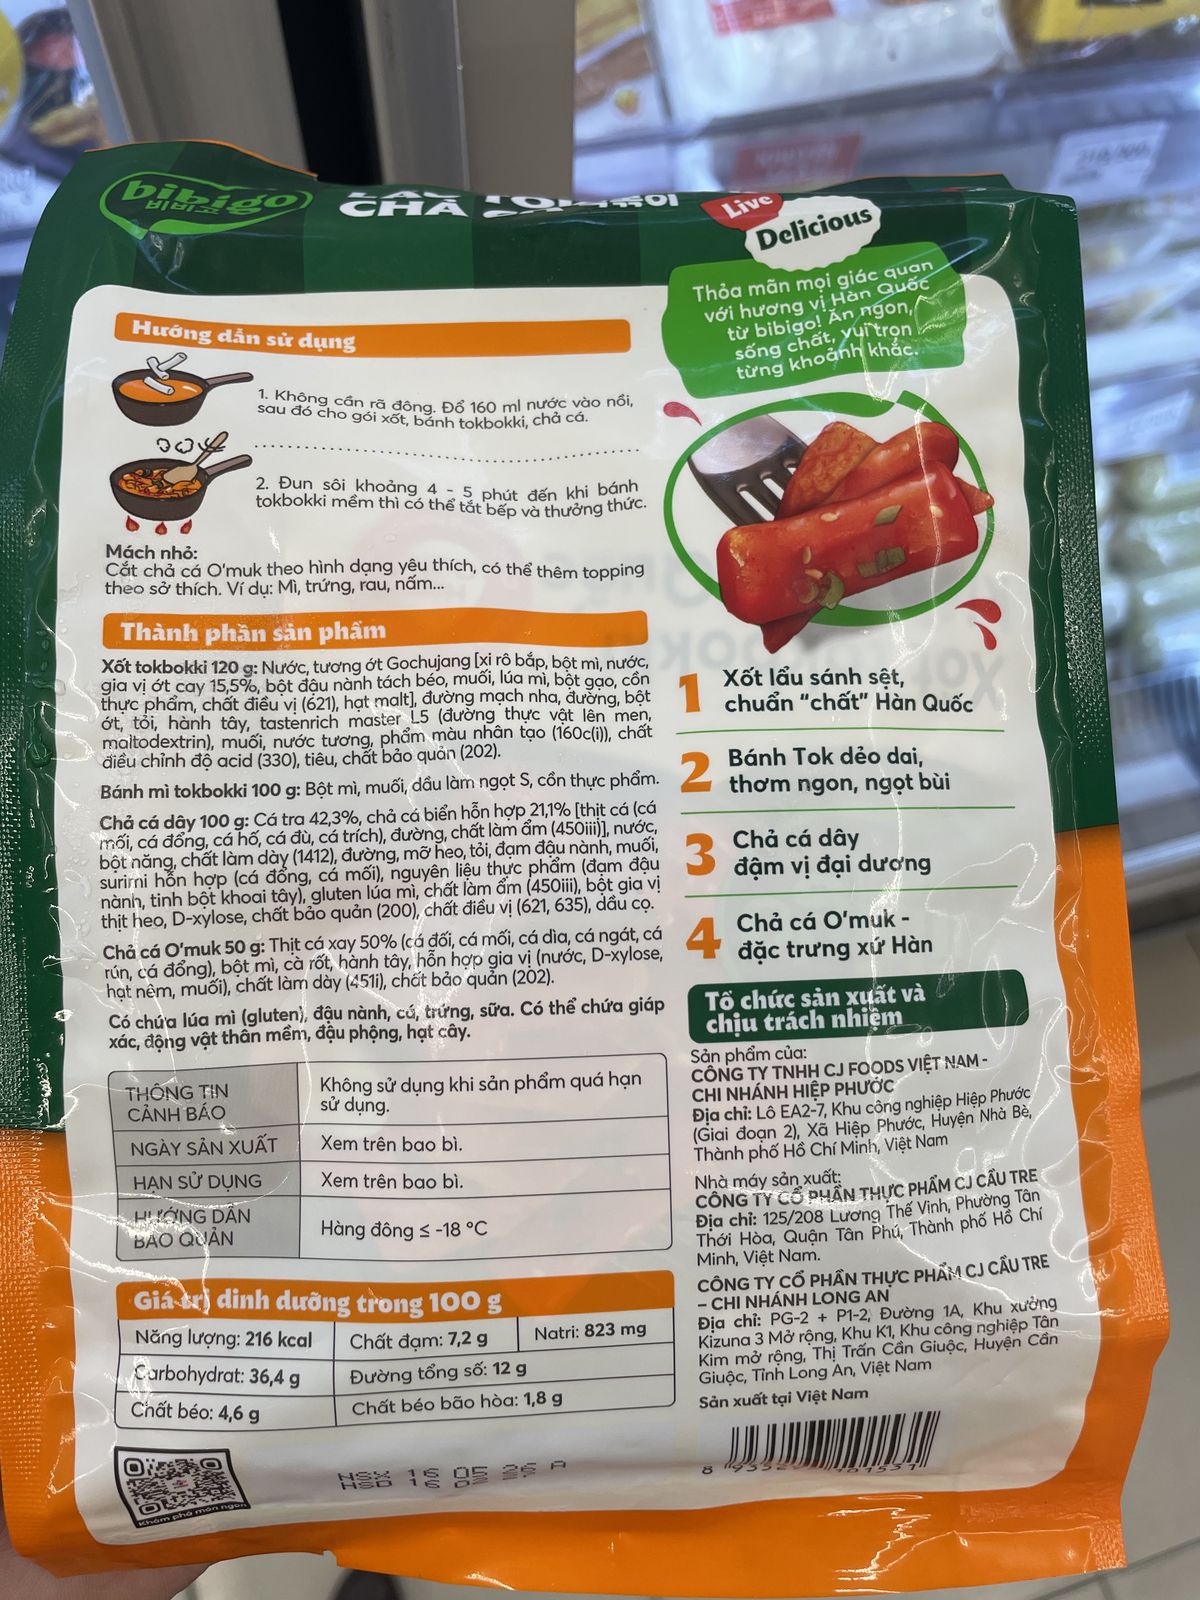 bibigo
비비고
CHẢ
Live
Delicious
Thỏa mãn mọi giác quan
với hương vị Hàn Quốc
từ bibigo! Ăn ngon,
sống chất, vui trọn
từng khoảnh khắc.
Hướng dẫn sử dụng
1. Không cần rã đông. Đổ 160 ml nước vào nồi,
sau đó cho gói xốt, bánh tokbokki, chả cá.
2. Đun sôi khoảng 4 - 5 phút đến khi bánh
tokbokki mềm thì có thể tắt bếp và thưởng thức.
Mách nhỏ:
Cắt chả cá O'muk theo hình dạng yêu thích, có thể thêm topping
theo sở thích. Ví dụ: Mì, trứng, rau, nấm...
Thành phần sản phẩm
Xốt tokbokki 120 g: Nước, tương ớt Gochujang [xi rô bắp, bột mì, nước,
gia vị ớt cay 15,5%, bột đậu nành tách béo, muối, lúa mì, bột gạo, cồn
thực phẩm, chất điều vị (621), hạt malt], đường mạch nha, đường, bột
ớt, tỏi, hành tây, tastenrich master L5 (đường thực vật lên men,
maltodextrin), muối, nước tương, phẩm màu nhân tạo (160c(i)), chất
điều chỉnh độ acid (330), tiêu, chất bảo quản (202).
Bánh mì tokbokki 100 g: Bột mì, muối, dầu làm ngọt S, cồn thực phẩm.
Chả cá dây 100 g: Cá tra 42,3%, chả cá biển hỗn hợp 21,1% [thịt cá (cá
mối, cá đổng, cá hố, cá đù, cá trích), đường, chất làm ẩm (450iii)], nước,
bột năng, chất làm dày (1412), đường, mỡ heo, tỏi, đạm đậu nành, muối,
surimi hỗn hợp (cá đổng, cá mối), nguyên liệu thực phẩm (đạm đậu
nành, tinh bột khoai tây), gluten lúa mì, chất làm ẩm (450iii), bột gia vị
thịt heo, D-xylose, chất bảo quản (200), chất điều vị (621, 635), dầu cọ.
Chả cá O'muk 50 g: Thịt cá xay 50% (cá đối, cá mối, cá dìa, cá ngát, cá
rún, cá đổng), bột mì, cà rốt, hành tây, hỗn hợp gia vị (nước, D-xylose,
hạt nêm, muối), chất làm dày (451i), chất bảo quản (202).
Có chứa lúa mì (gluten), đậu nành, cá, trứng, sữa. Có thể chứa giáp
xác, động vật thân mềm, đậu phộng, hạt cây.
THÔNG TIN
CẢNH BÁO
Không sử dụng khi sản phẩm quá hạn
sử dụng.
NGÀY SẢN XUẤT
Xem trên bao bì.
HẠN SỬ DỤNG
Xem trên bao bì.
HƯỚNG DẪN
BẢO QUẢN
Hàng đông ≤ -18 °C
Giá trị dinh dưỡng trong 100 g
Năng lượng: 216 kcal
Chất đạm: 7,2 g
Natri: 823 mg
Carbohydrat: 36,4 g
Đường tổng số: 12 g
Chất béo: 4,6 g
Chất béo bão hòa: 1,8 g
Khám phá món ngon
NSX 16 05 25 A
HSD 16 05 26
1 Xốt lẩu sánh sệt,
chuẩn “chất” Hàn Quốc
2 Bánh Tok dẻo dai,
thơm ngon, ngọt bùi
3 Chả cá dây
đậm vị đại dương
4 Chả cá O'muk -
đặc trưng xứ Hàn
Tổ chức sản xuất và
chịu trách nhiệm
Sản phẩm của:
CÔNG TY TNHH CJ FOODS VIỆT NAM -
CHI NHÁNH HIỆP PHƯỚC
Địa chỉ: Lô EA2-7, Khu công nghiệp Hiệp Phước
(Giai đoạn 2), Xã Hiệp Phước, Huyện Nhà Bè,
Thành phố Hồ Chí Minh, Việt Nam
Nhà máy sản xuất:
CÔNG TY CỔ PHẦN THỰC PHẨM CJ CẦU TRE
Địa chỉ: 125/208 Lương Thế Vinh, Phường Tân
Thới Hòa, Quận Tân Phú, Thành phố Hồ Chí
Minh, Việt Nam.
CÔNG TY CỔ PHẦN THỰC PHẨM CJ CẦU TRE
– CHI NHÁNH LONG AN
Địa chỉ: PG-2 + P1-2, Đường 1A, Khu xưởng
Kizuna 3 Mở rộng, Khu K1, Khu công nghiệp Tân
Kim mở rộng, Thị Trấn Cần Giuộc, Huyện Cần
Giuộc, Tỉnh Long An, Việt Nam
Sản xuất tại Việt Nam